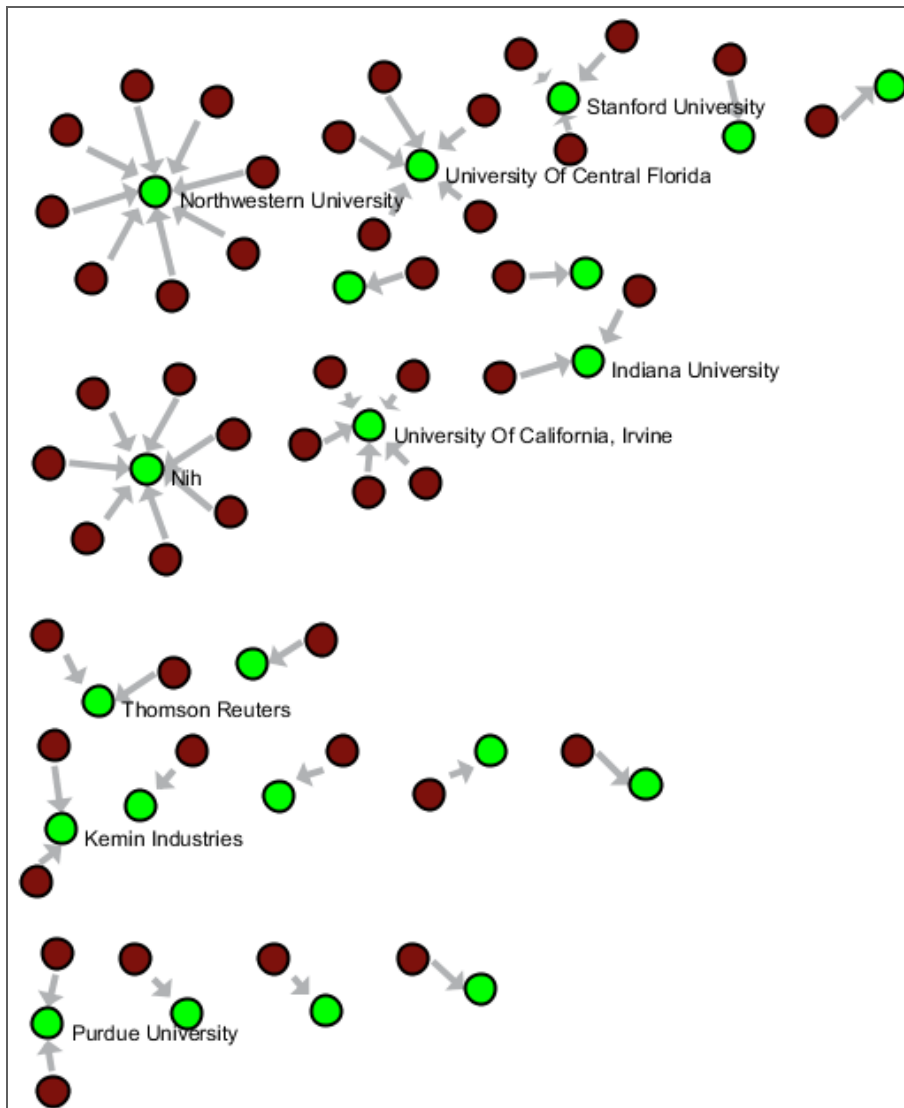 Stanford University
University Of Central Florida
Northwestern University
Indiana University
University Of California, Irvine
Nih
Thomson Reuters
Kemin Industries
Purdue University